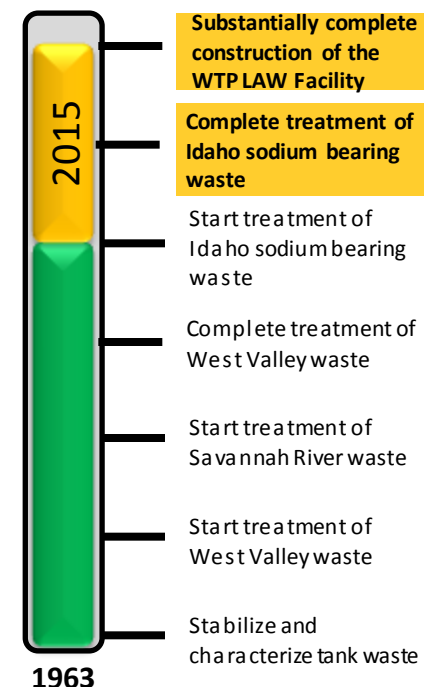 Substantially complete
construction of the
WTP LAW Facility
2015
Complete treatment of
Idaho sodium bearing
waste
Start treatment of
Idaho sodium bearing
waste
Complete treatment of
West Valley waste
Start treatment of
Savannah River waste
Start treatment of
West Valley waste
Stabilize and
characterize tank waste
1963